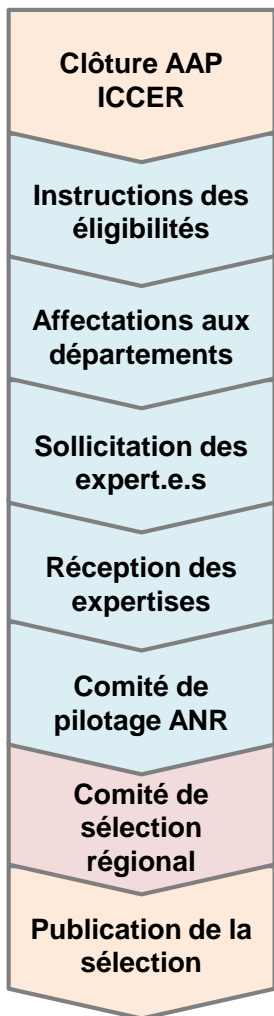 Clôture AAP
ICCER
Instructions des
éligibilités
Affectations aux
départements
Sollicitation des
expert.e.s
Réception des
expertises
Comité de
pilotage ANR
Comité de
sélection
régional
Publication de la
sélection